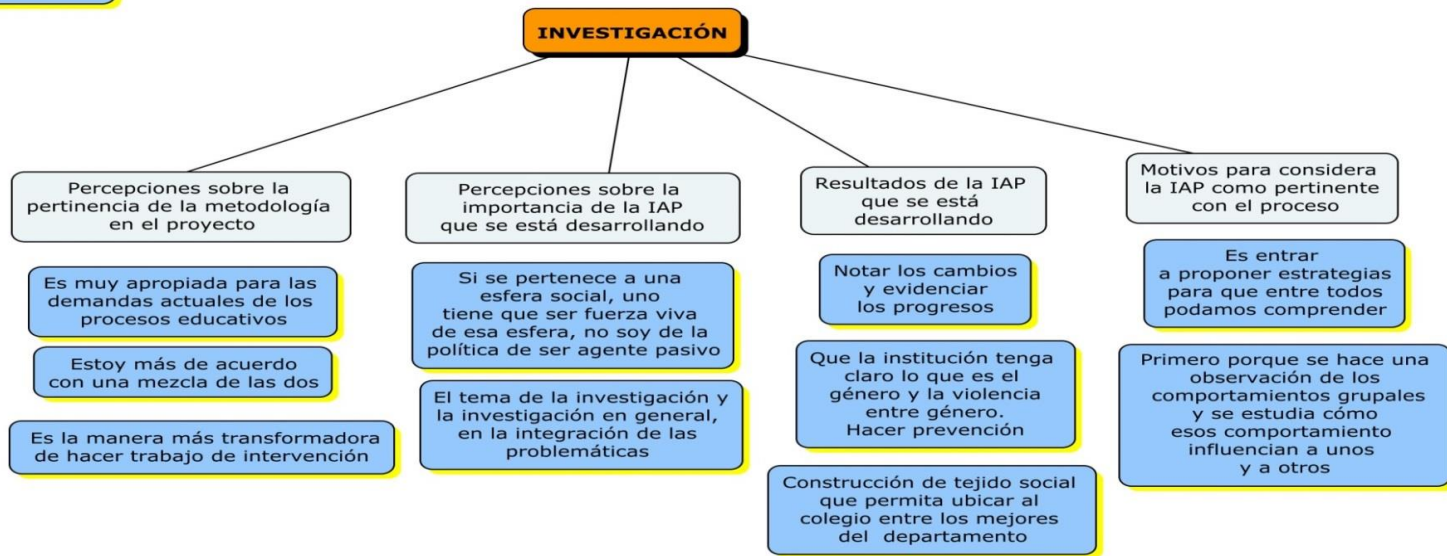 INVESTIGACIÓN
Percepciones sobre la
pertinencia de la metodología
en el proyecto
Es muy apropiada para las
demandas actuales de los
procesos educativos
Estoy más de acuerdo
con una mezcla de las dos
Es la manera más transformadora
de hacer trabajo de intervención
Percepciones sobre la
importancia de la IAP
que se está desarrollando
Si se pertenece a una
esfera social, uno
tiene que ser fuerza viva
de esa esfera, no soy de la
política de ser agente pasivo
El tema de la investigación y
la investigación en general,
en la integración de las
problemáticas
Resultados de la IAP
que se está
desarrollando
Notar los cambios
y evidenciar
los progresos
Que la institución tenga
claro lo que es el
género y la violencia
entre género.
Hacer prevención
Construcción de tejido social
que permita ubicar al
colegio entre los mejores
del departamento
Motivos para considera
la IAP como pertinente
con el proceso
Es entrar
a proponer estrategias
para que entre todos
podamos comprender
Primero porque se hace una
observación de los
comportamientos grupales
y se estudia cómo
esos comportamiento
influencian a unos
y a otros